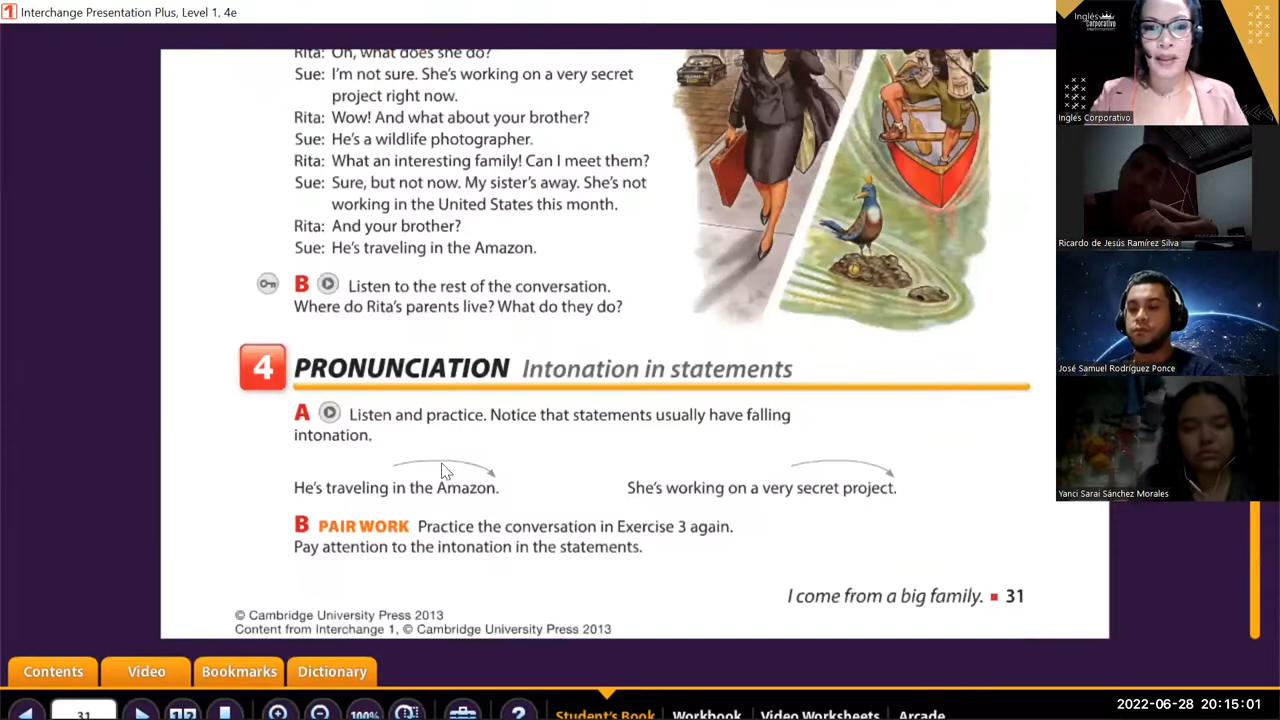 Interchange Presentation Plus, Level 1, 4e
Rita: Oh, what does she do?
Sue: I'm not sure. She's working on a very secret
project right now.
Rita: Wow! And what about your brother?
Sue: He's a wildlife photographer.
Rita: What an interesting family! Can I meet them?
Sue: Sure, but not now. My sister's away. She's not
working in the United States this month.
Rita: And your brother?
Sue: He's traveling in the Amazon.
B Listen to the rest of the conversation.
Where do Rita's parents live? What do they do?
4 PRONUNCIATION Intonation in statements
A Listen and practice. Notice that statements usually have falling
intonation.
He's traveling in the Amazon. She's working on a very secret project.
B PAIR WORK Practice the conversation in Exercise 3 again.
Pay attention to the intonation in the statements.
I come from a big family. ■ 31
© Cambridge University Press 2013
Content from Interchange 1, © Cambridge University Press 2013
Contents Video Bookmarks Dictionary
31 100% ? Student's Book Workbook Video Worksheets Arcade
Inglés
Corporativo
Inglés Corporativo
Ricardo de Jesús Ramírez Silva
José Samuel Rodríguez Ponce
Yanci Sarai Sánchez Morales
2022-06-28 20:15:01